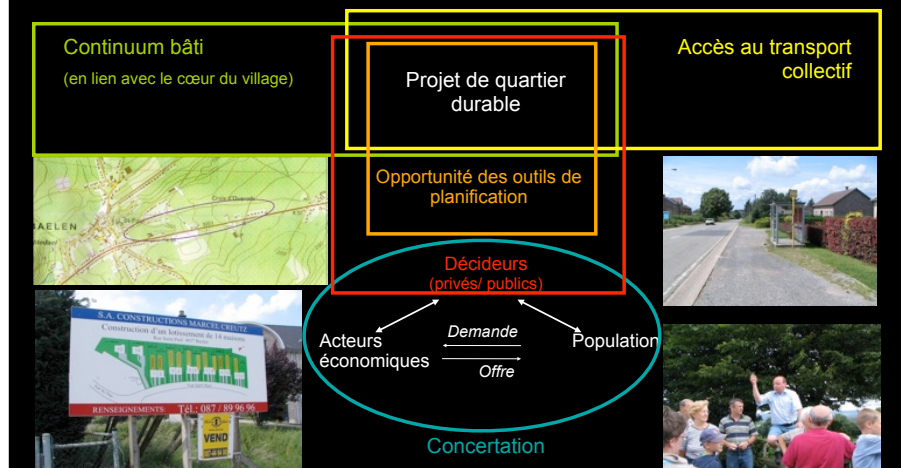 Continuum bâti
(en lien avec le cœur du village)
Accès au transport
collectif
Projet de quartier
durable
Opportunité des outils de
planification
Décideurs
(privés/ publics)
Acteurs
économiques
Demande
Offre
Population
Concertation
BAELEN
S.A. CONSTRUCTIONS MARCEL CREUTZ
Construction d'un lotissement de 14 maisons
RENSEIGNEMENTS: Tél.: 087 / 89 96 96
VEND